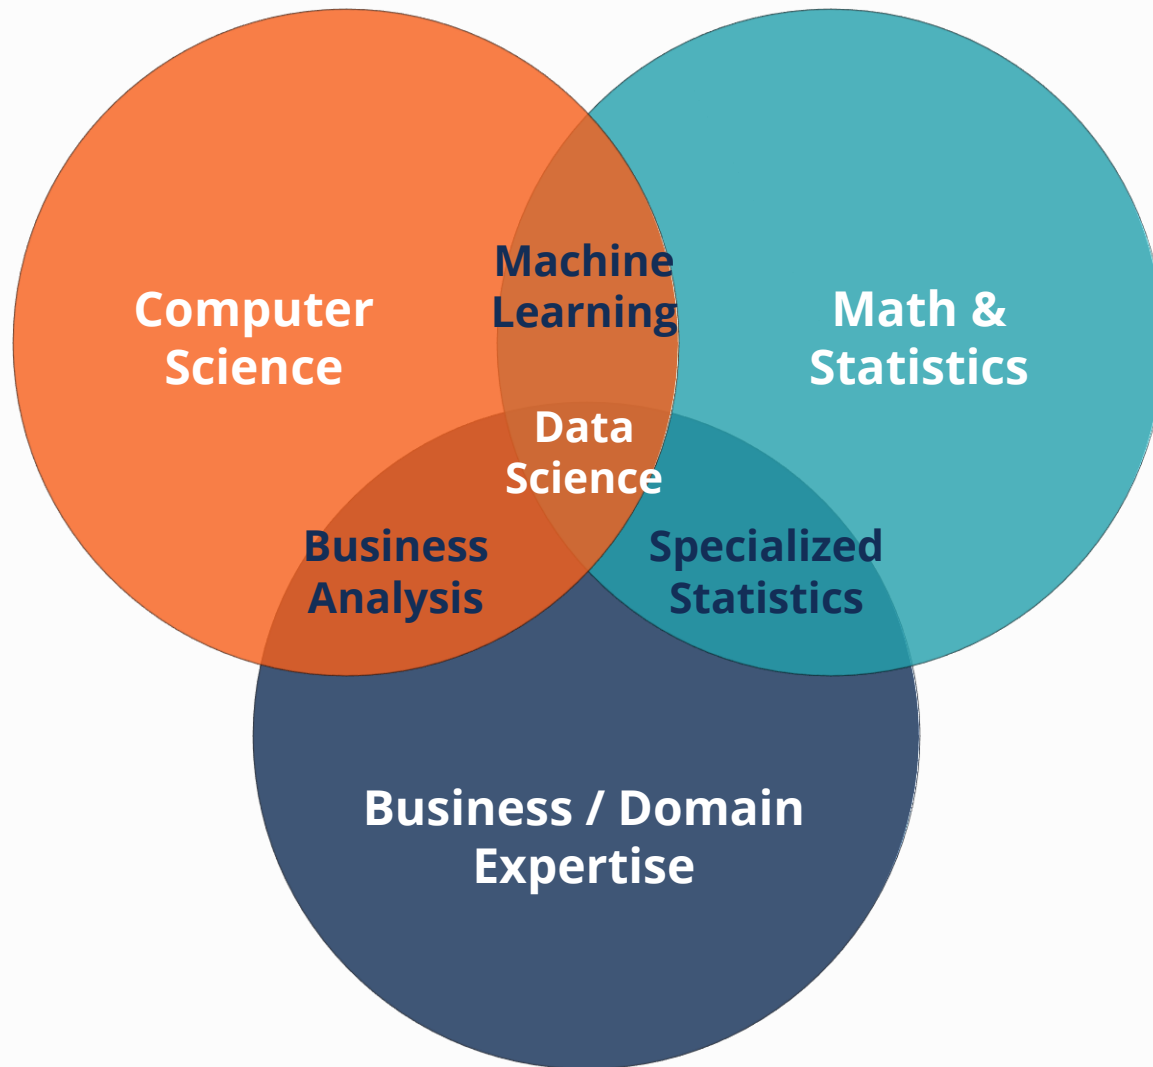 Machine
Learning
Computer
Science
Math &
Statistics
Data
Science
Business
Analysis
Specialized
Statistics
Business / Domain
Expertise